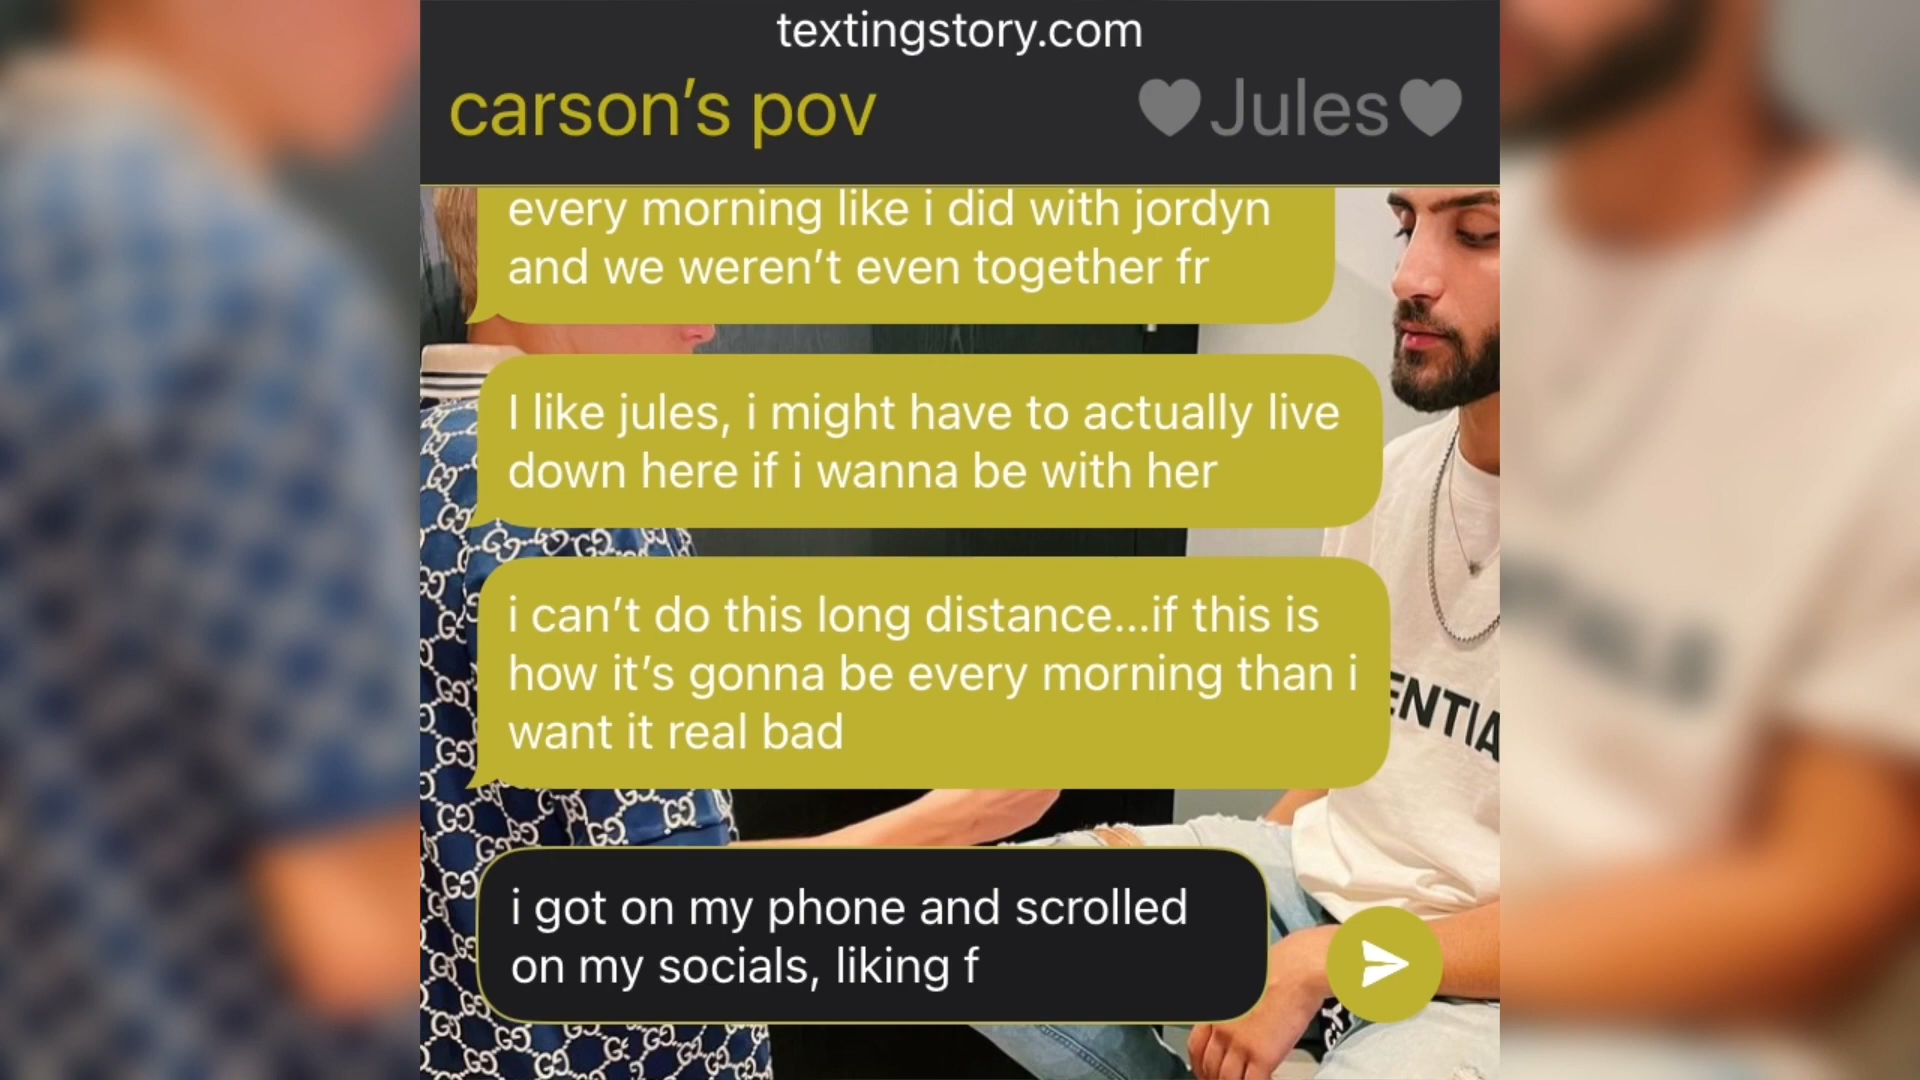 textingstory.com
carson’s pov
🩶Jules🩶
every morning like i did with jordyn
and we weren’t even together fr
I like jules, i might have to actually live
down here if i wanna be with her
i can’t do this long distance...if this is
how it’s gonna be every morning than i
want it real bad
ENTIA
i got on my phone and scrolled
on my socials, liking f